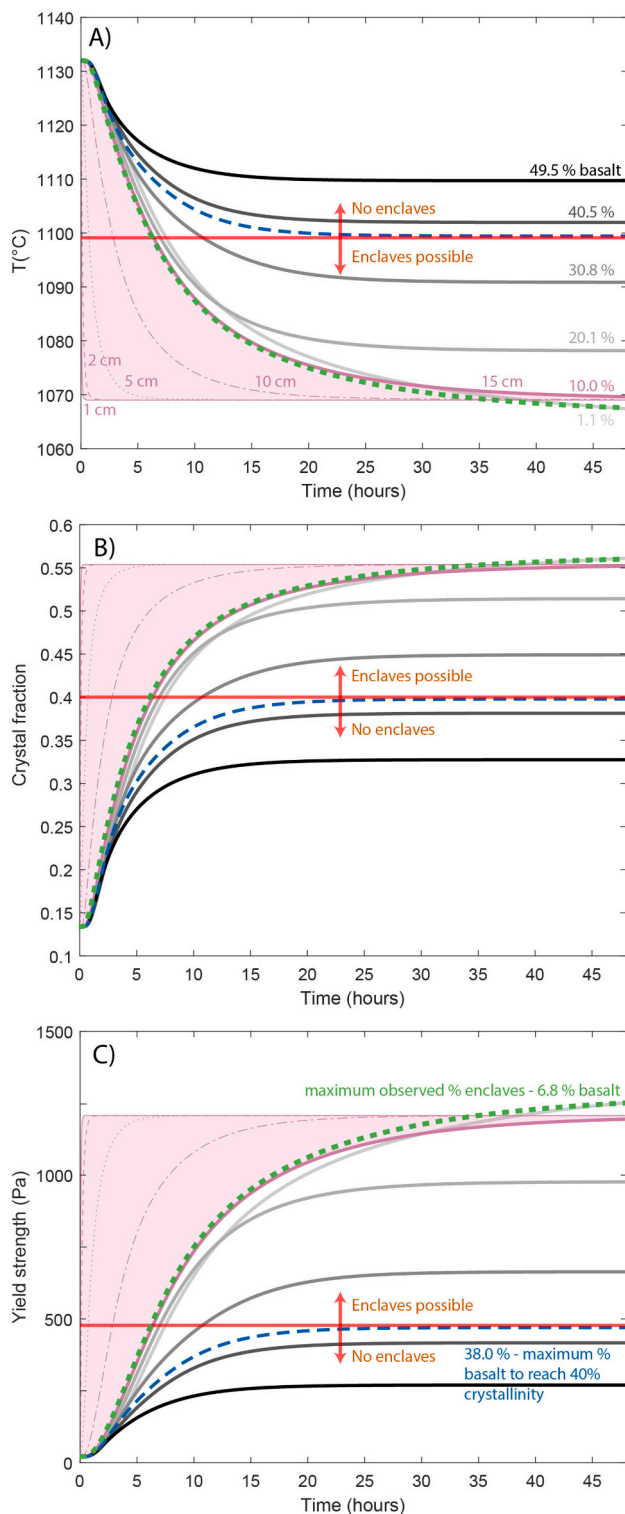 A)
1140
1130
1120
1110
1100
1090
1080
1070
1060
T(°C)
49.5 % basalt
No enclaves
40.5 %
Enclaves possible
30.8 %
20.1 %
2 cm
5 cm
10 cm
15 cm
10.0 %
1 cm
1.1 %
0 5 10 15 20 25 30 35 40 45
Time (hours)
B)
0.6
0.55
0.5
0.45
0.4
0.35
0.3
0.25
0.2
0.15
0.1
Crystal fraction
Enclaves possible
No enclaves
0 5 10 15 20 25 30 35 40 45
Time (hours)
C)
1500
1000
500
0
Yield strength (Pa)
maximum observed % enclaves - 6.8 % basalt
Enclaves possible
No enclaves
38.0 % - maximum %
basalt to reach 40%
crystallinity
0 5 10 15 20 25 30 35 40 45
Time (hours)